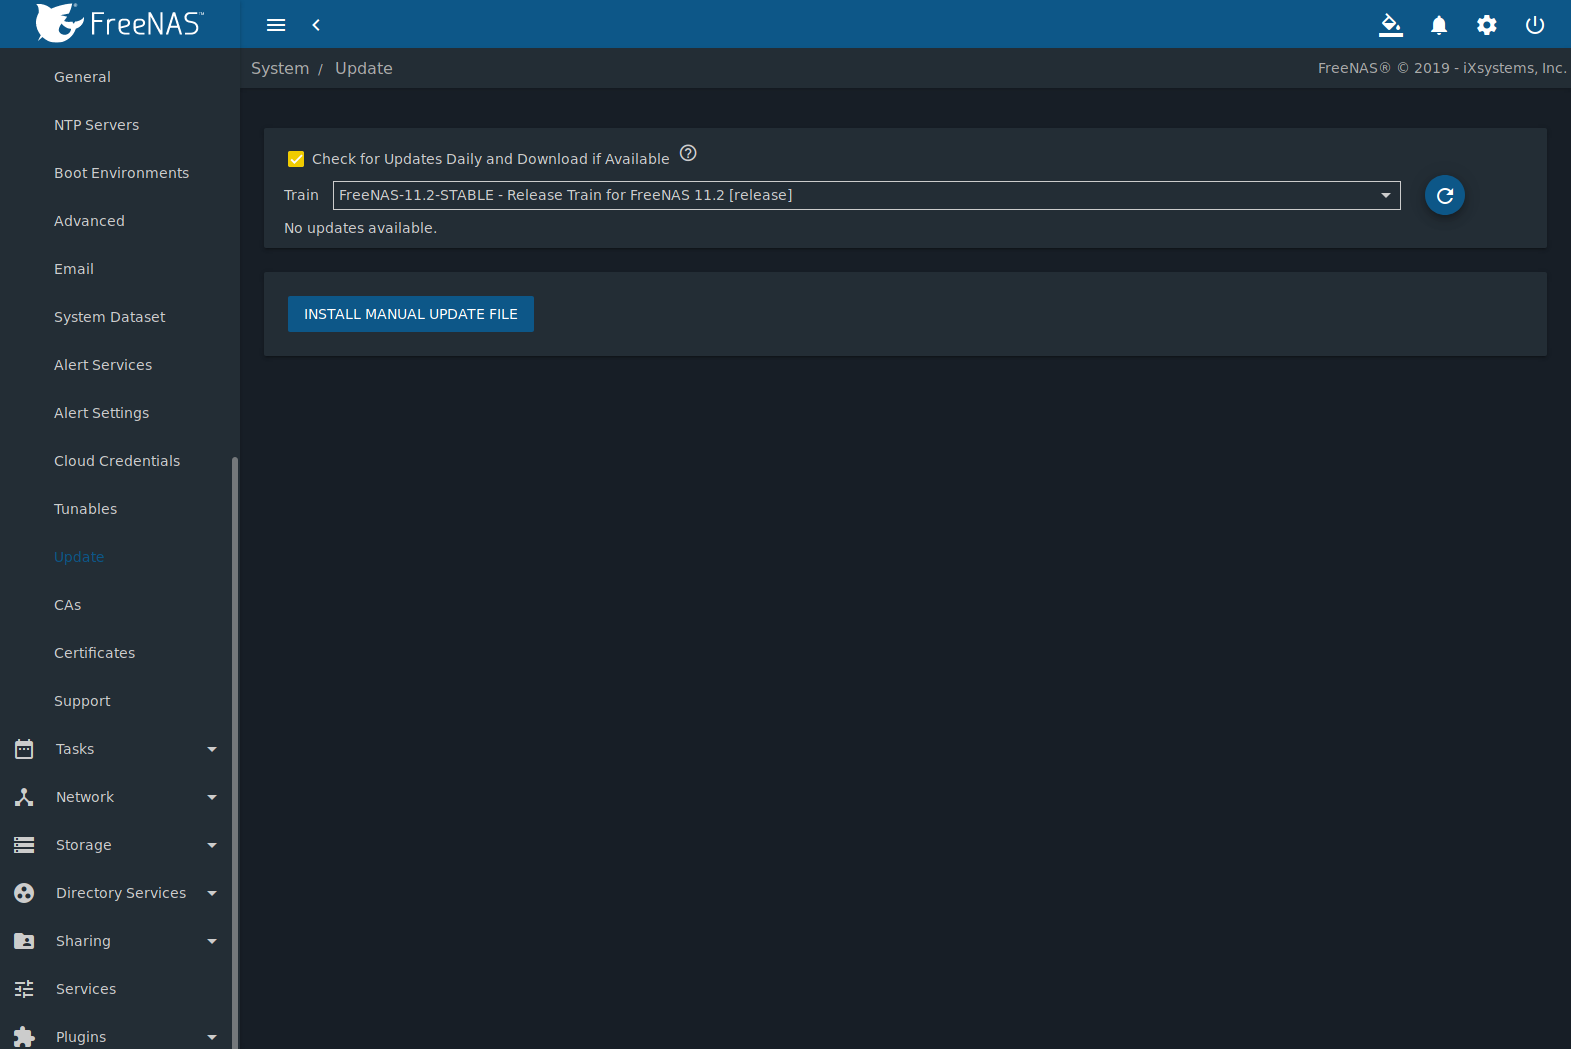 FreeNAS™
System / Update
FreeNAS® © 2019 - iXsystems, Inc.
General
NTP Servers
Boot Environments
Advanced
Email
System Dataset
Alert Services
Alert Settings
Cloud Credentials
Tunables
Update
CAs
Certificates
Support
Tasks
Network
Storage
Directory Services
Sharing
Services
Plugins
Check for Updates Daily and Download if Available
Train FreeNAS-11.2-STABLE - Release Train for FreeNAS 11.2 [release]
No updates available.
INSTALL MANUAL UPDATE FILE